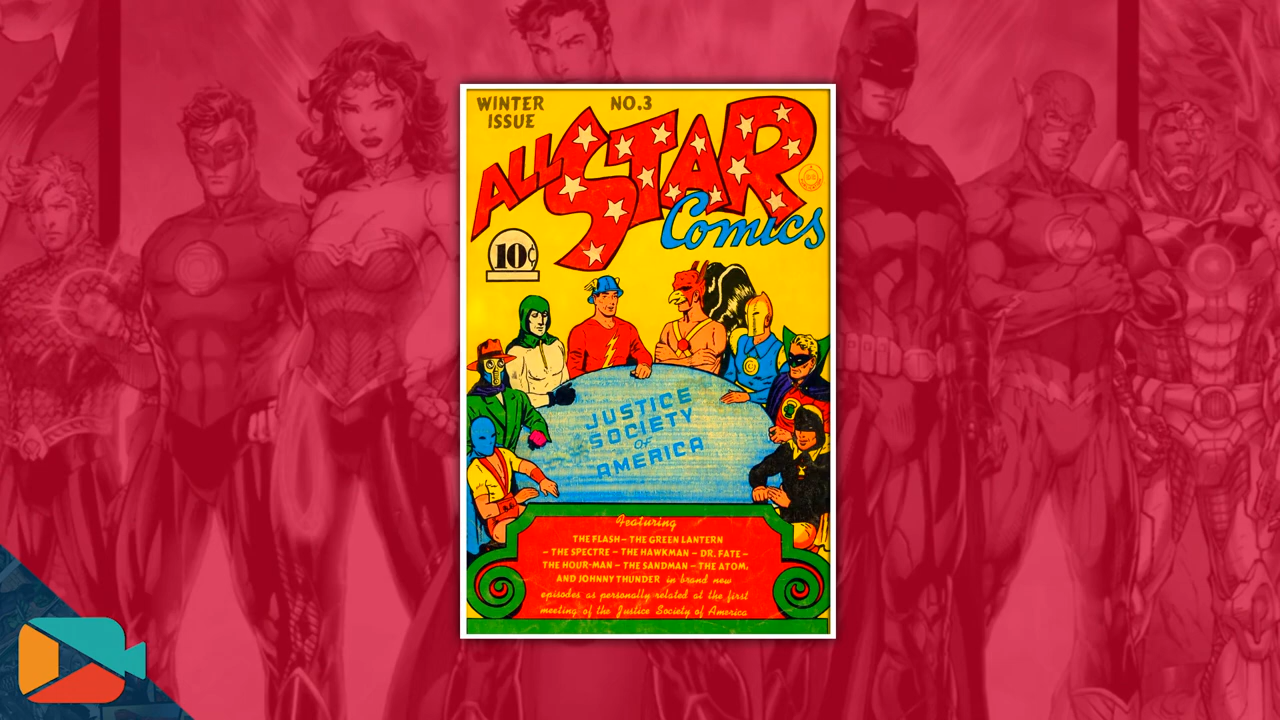 WINTER
ISSUE
NO.3
ALL STAR
Comics
10¢
JUSTICE
SOCIETY
OF
AMERICA
Featuring
THE FLASH – THE GREEN LANTERN
– THE SPECTRE – THE HAWKMAN – DR. FATE –
THE HOUR-MAN – THE SANDMAN – THE ATOM,
AND JOHNNY THUNDER in brand new
episodes as personally related at the first
meeting of the Justice Society of America